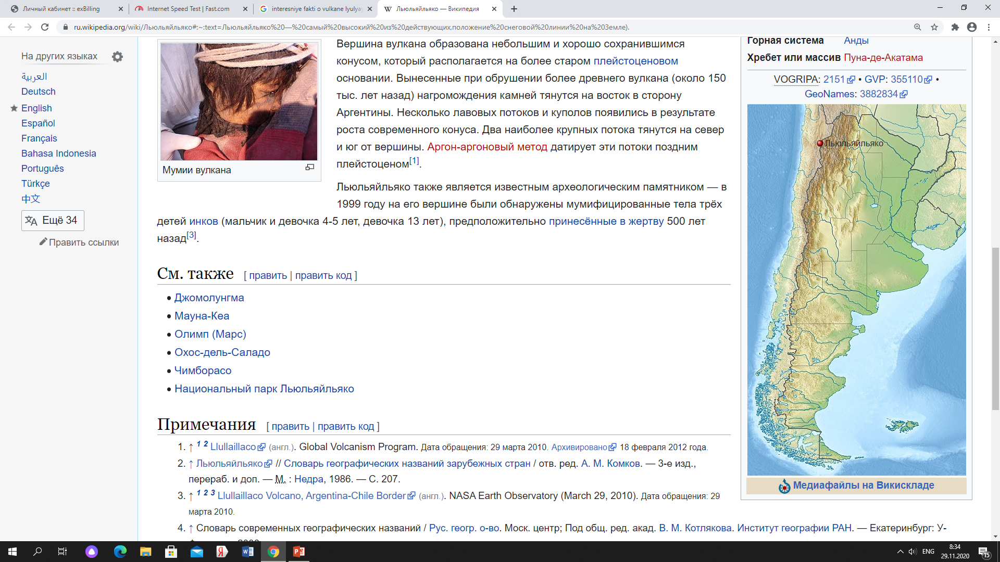 Личный кабинет :: exBilling
Internet Speed Test | Fast.com
interesniye fakti o vulkane lyulya
Льюльяйльяко — Википедия
ru.wikipedia.org/wiki/Льюльяйльяко#:~:text=Льюльяйльяко%20—%20самый%20высокий%20из%20действующих,положение%20снеговой%20линии%20на%20Земле).
На других языках
العربية
Deutsch
English
Español
Français
Bahasa Indonesia
Português
Türkçe
中文
Ещё 34
Править ссылки
Мумии вулкана
Вершина вулкана образована небольшим и хорошо сохранившимся
конусом, который располагается на более старом плейстоценовом
основании. Вынесенные при обрушении более древнего вулкана (около 150
тыс. лет назад) нагромождения камней тянутся на восток в сторону
Аргентины. Несколько лавовых потоков и куполов появились в результате
роста современного конуса. Два наиболее крупных потока тянутся на север
и юг от вершины. Аргон-аргоновый метод датирует эти потоки поздним
плейстоценом[1].
Льюльяйльяко также является известным археологическим памятником — в
1999 году на его вершине были обнаружены мумифицированные тела трёх
детей инков (мальчик и девочка 4-5 лет, девочка 13 лет), предположительно принесённые в жертву 500 лет
назад[3].
См. также [ править | править код ]
• Джомолунгма
• Мауна-Кеа
• Олимп (Марс)
• Охос-дель-Саладо
• Чимборасо
• Национальный парк Льюльяйльяко
Примечания [ править | править код ]
1. ↑ 1 2 Llullaillaco (англ.). Global Volcanism Program. Дата обращения: 29 марта 2010. Архивировано 18 февраля 2012 года.
2. ↑ Льюльяйльяко // Словарь географических названий зарубежных стран / отв. ред. А. М. Комков. — 3-е изд.,
перераб. и доп. — М. : Недра, 1986. — С. 207.
3. ↑ 1 2 3 Llullaillaco Volcano, Argentina-Chile Border (англ.). NASA Earth Observatory (March 29, 2010). Дата обращения: 29
марта 2010.
4. ↑ Словарь современных географических названий / Рус. геогр. о-во. Моск. центр; Под общ. ред. акад. В. М. Котлякова. Институт географии РАН. — Екатеринбург: У-
Горная система Анды
Хребет или массив Пуна-де-Акатама
VOGRIPA: 2151 • GVP: 355110 •
GeoNames: 3882834
Льюльяйльяко
Медиафайлы на Викискладе
ENG
8:34
29.11.2020
15